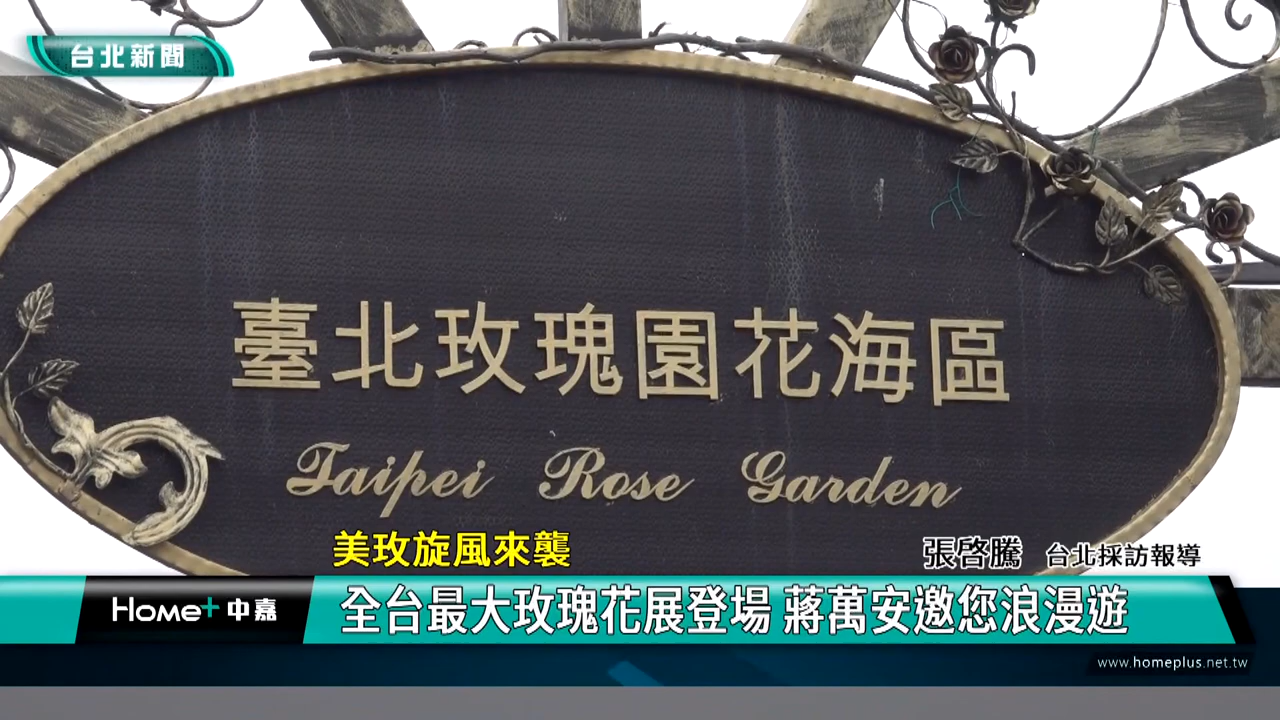 台北新聞
臺北玫瑰園花海區
Taipei Rose Garden
美玫旋風來襲
張啓騰 台北採訪報導
Home+中嘉
全台最大玫瑰花展登場 蔣萬安邀您浪漫遊
www.homeplus.net.tw